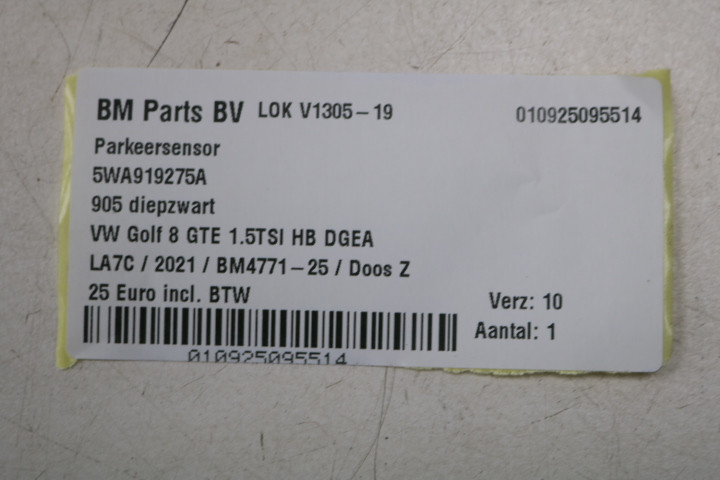 BM Parts BV LOK V1305-19 010925095514
Parkeersensor
5WA919275A
905 diepzwart
VW Golf 8 GTE 1.5TSI HB DGEA
LA7C / 2021 / BM4771-25 / Doos Z
25 Euro incl. BTW Verz: 10
Aantal: 1
010925095514